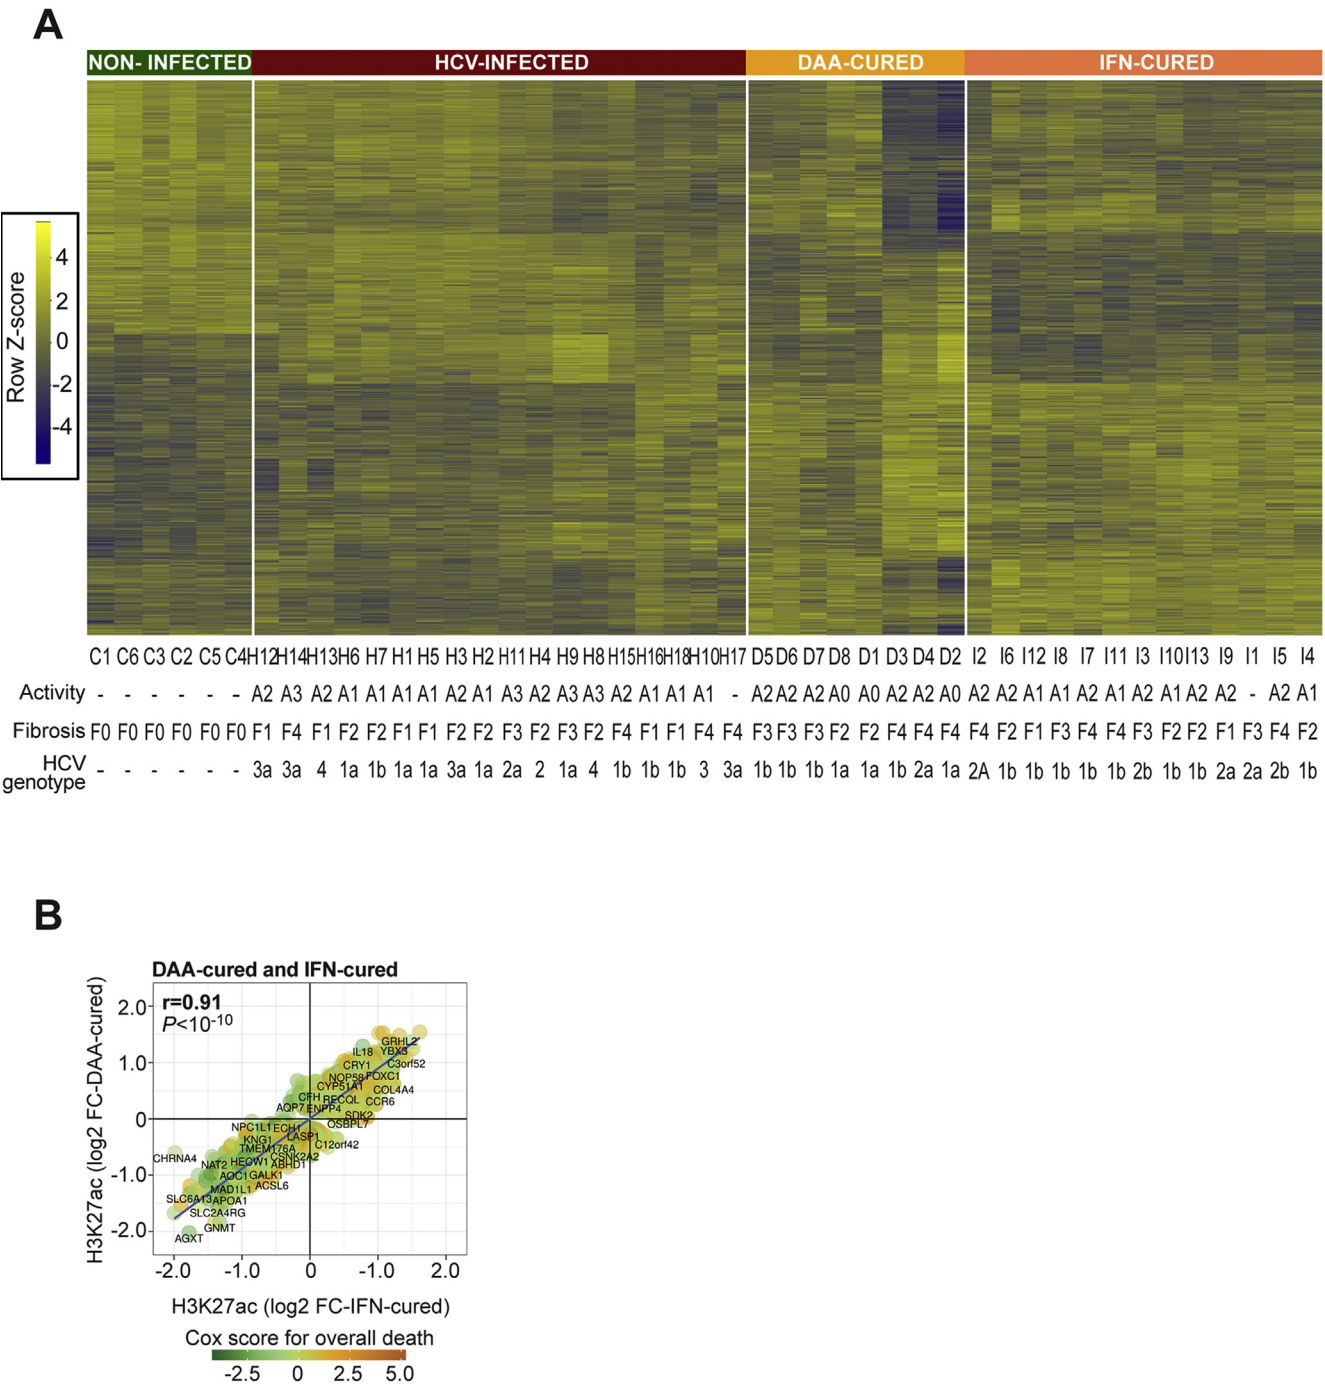 A
NON- INFECTED HCV-INFECTED DAA-CURED IFN-CURED
Row Z-score
4
2
0
-2
-4
C1 C6 C3 C2 C5 C4 H12 H14 H13 H6 H7 H1 H5 H3 H2 H11 H4 H9 H8 H15 H16 H18 H10 H17 D5 D6 D7 D8 D1 D3 D4 D2 I2 I6 I12 I8 I7 I11 I3 I10 I13 I9 I1 I5 I4
Activity - - - - - - A2 A3 A2 A1 A1 A1 A1 A2 A1 A3 A2 A3 A3 A2 A1 A1 A1 - A2 A2 A2 A0 A0 A2 A2 A0 A2 A2 A1 A1 A2 A1 A2 A1 A2 A2 - A2 A1
Fibrosis F0 F0 F0 F0 F0 F0 F1 F4 F1 F2 F2 F1 F1 F2 F2 F3 F2 F3 F2 F4 F1 F1 F4 F4 F3 F3 F3 F2 F2 F4 F4 F4 F4 F2 F1 F3 F4 F4 F3 F2 F2 F1 F3 F4 F2
HCV
genotype - - - - - - 3a 3a 4 1a 1b 1a 1a 3a 1a 2a 2 1a 4 1b 1b 1b 3 3a 1b 1b 1b 1a 1a 1b 2a 1a 2A 1b 1b 1b 1b 1b 2b 1b 1b 2a 2a 2b 1b
B
DAA-cured and IFN-cured
r=0.91
P<10-10
H3K27ac (log2 FC-DAA-cured)
2.0
1.0
0
-1.0
-2.0
GRHL2
IL18 YBX3
CRY1 C3orf52
NOP58 FOXC1
CYP51A1 COL4A4
CFH RECQL CCR6
AQP7 ENPP4
SDK2
OSBPL7
NPC1L1 ECH1
KNG1 LASP1
TMEM176A C12orf42
CHRNA4 CSNK2A2
NAT2 HECW1 ABHD1
AOC1 GALK1
MAD1L1 ACSL6
SLC6A13 APOA1
SLC2A4RG
GNMT
AGXT
-2.0 -1.0 0 -1.0 2.0
H3K27ac (log2 FC-IFN-cured)
Cox score for overall death
-2.5 0 2.5 5.0